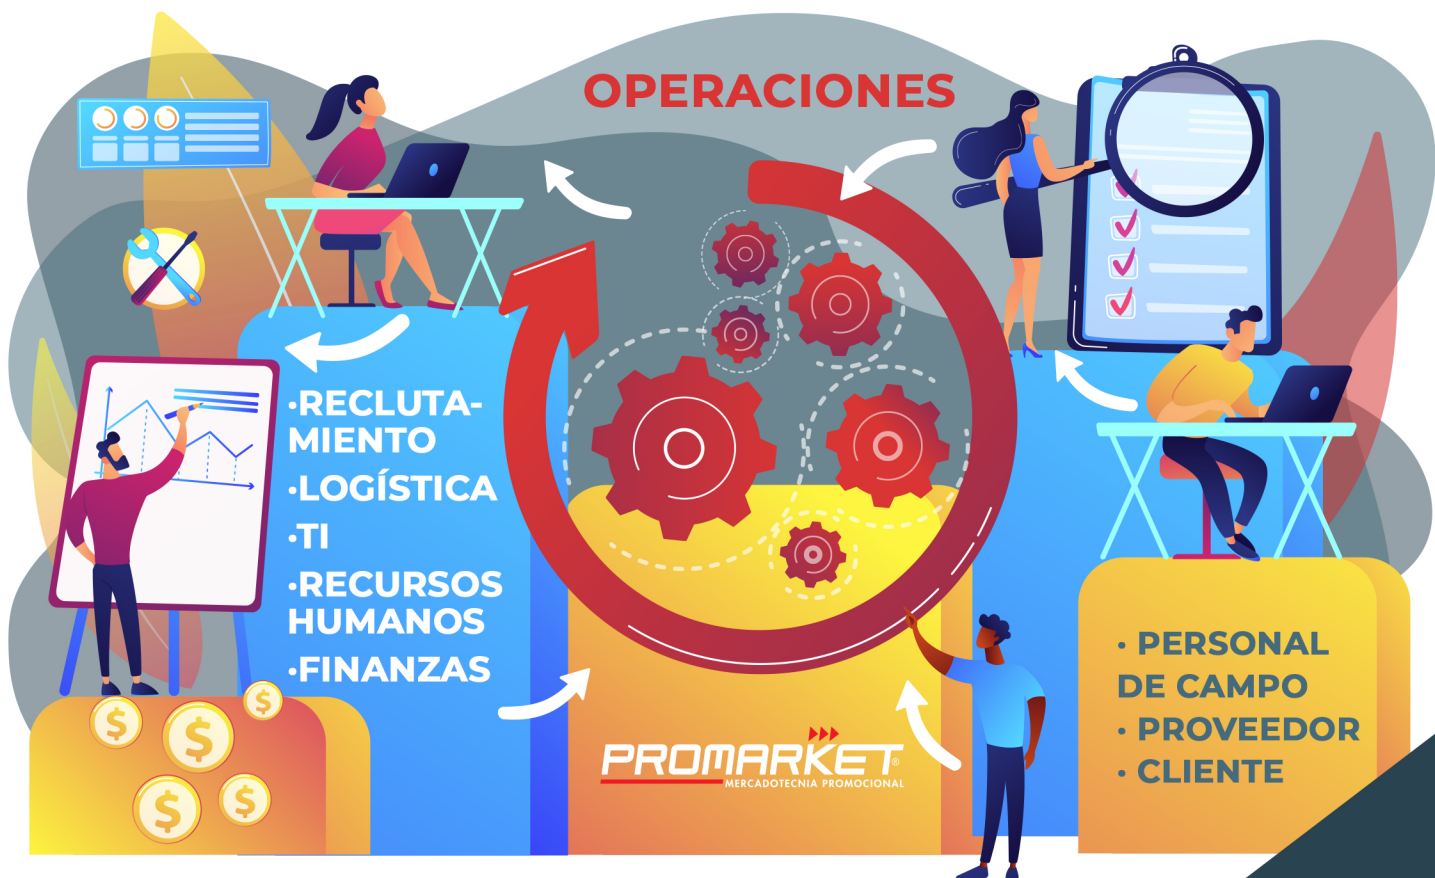 OPERACIONES
•RECLUTA-
MIENTO
•LOGÍSTICA
•TI
•RECURSOS
HUMANOS
•FINANZAS
PROMARKET®
MERCADOTECNIA PROMOCIONAL
• PERSONAL
DE CAMPO
• PROVEEDOR
• CLIENTE
$
$
$
$
$